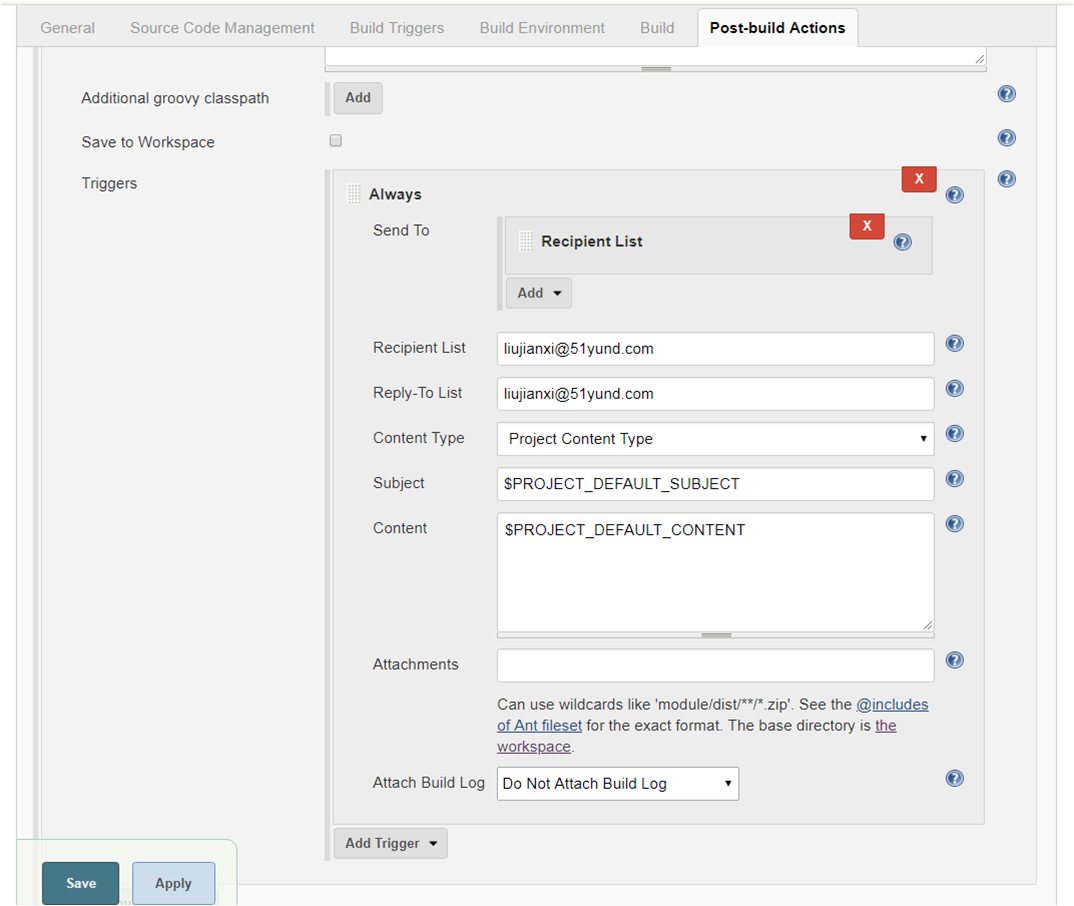 General Source Code Management Build Triggers Build Environment Build Post-build Actions
Additional groovy classpath Add
Save to Workspace
Triggers
X
Always
Send To
X
Recipient List
Add
Recipient List liujianxi@51yund.com
Reply-To List liujianxi@51yund.com
Content Type Project Content Type
Subject $PROJECT_DEFAULT_SUBJECT
Content $PROJECT_DEFAULT_CONTENT
Attachments
Can use wildcards like 'module/dist/**/*.zip'. See the @includes
of Ant fileset for the exact format. The base directory is the
workspace.
Attach Build Log Do Not Attach Build Log
Add Trigger
Save Apply